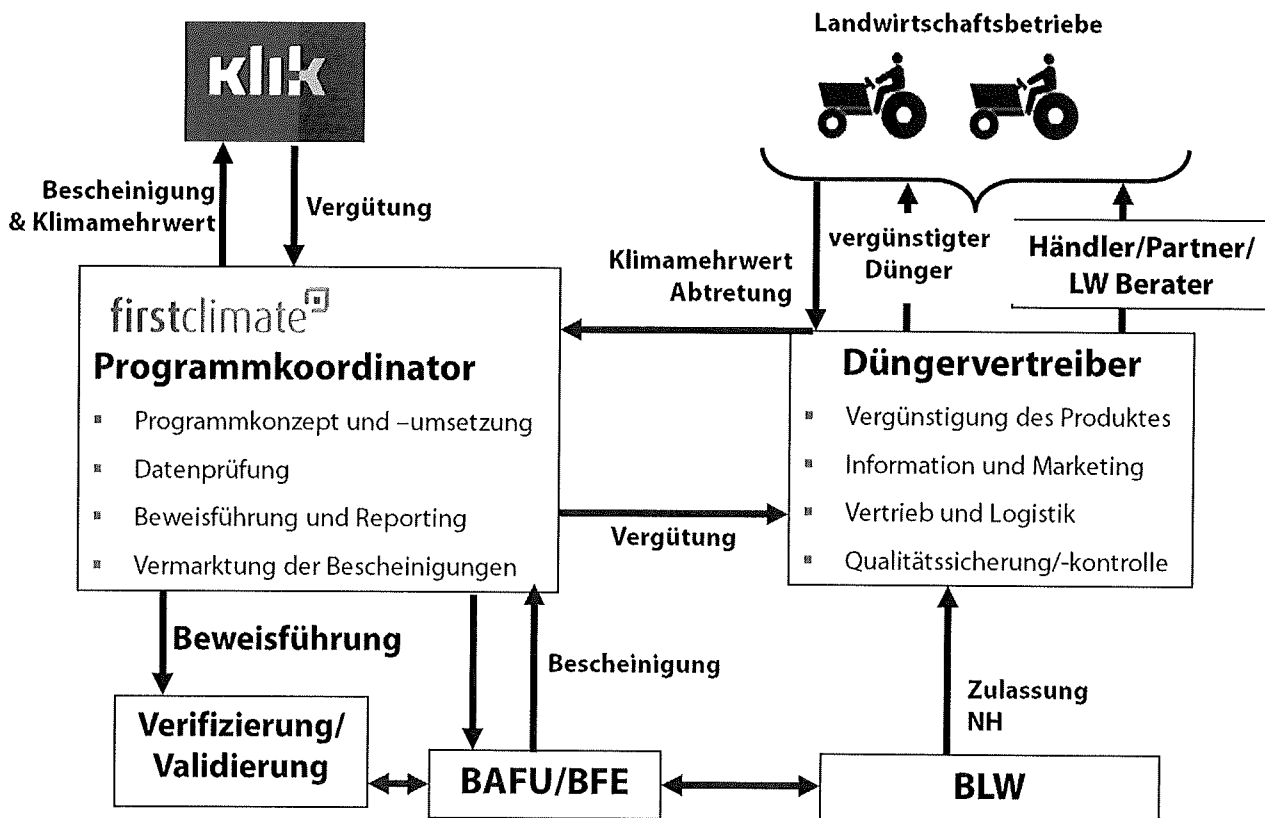 klik
Landwirtschaftsbetriebe
Bescheinigung
& Klimamehrwert
Vergütung
Klimamehrwert
Abtretung
vergünstigter
Dünger
Händler/Partner/
LW Berater
firstclimate
Programmkoordinator
▪ Programmkonzept und –umsetzung
▪ Datenprüfung
▪ Beweisführung und Reporting
▪ Vermarktung der Bescheinigungen
Vergütung
Düngervertreiber
▪ Vergünstigung des Produktes
▪ Information und Marketing
▪ Vertrieb und Logistik
▪ Qualitätssicherung/-kontrolle
Beweisführung
Bescheinigung
Zulassung
NH
Verifizierung/
Validierung
BAFU/BFE
BLW